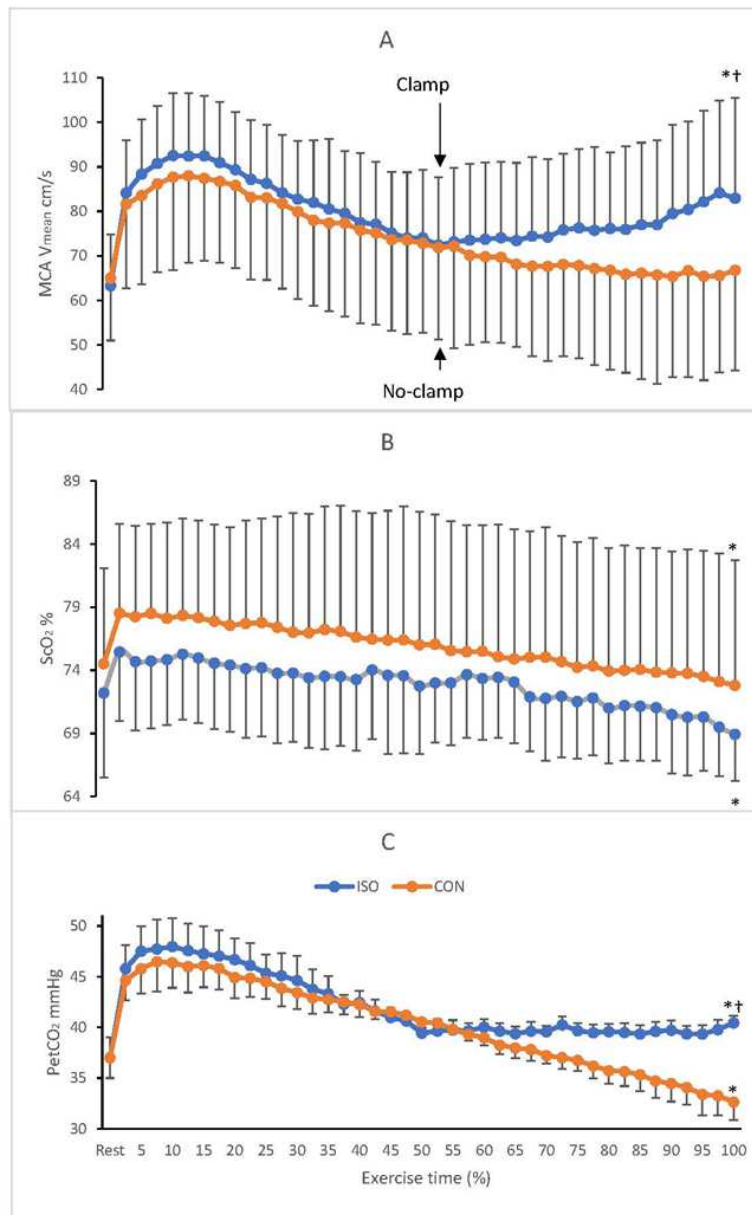 A
*†
Clamp
110
100
90
80
70
60
50
40
MCA Vmean cm/s
No-clamp
B
89
84
79
74
69
64
ScO₂ %
*
*
C
ISO CON
50
45
40
35
30
PetCO₂ mmHg
*†
*
Rest 5 10 15 20 25 30 35 40 45 50 55 60 65 70 75 80 85 90 95 100
Exercise time (%)